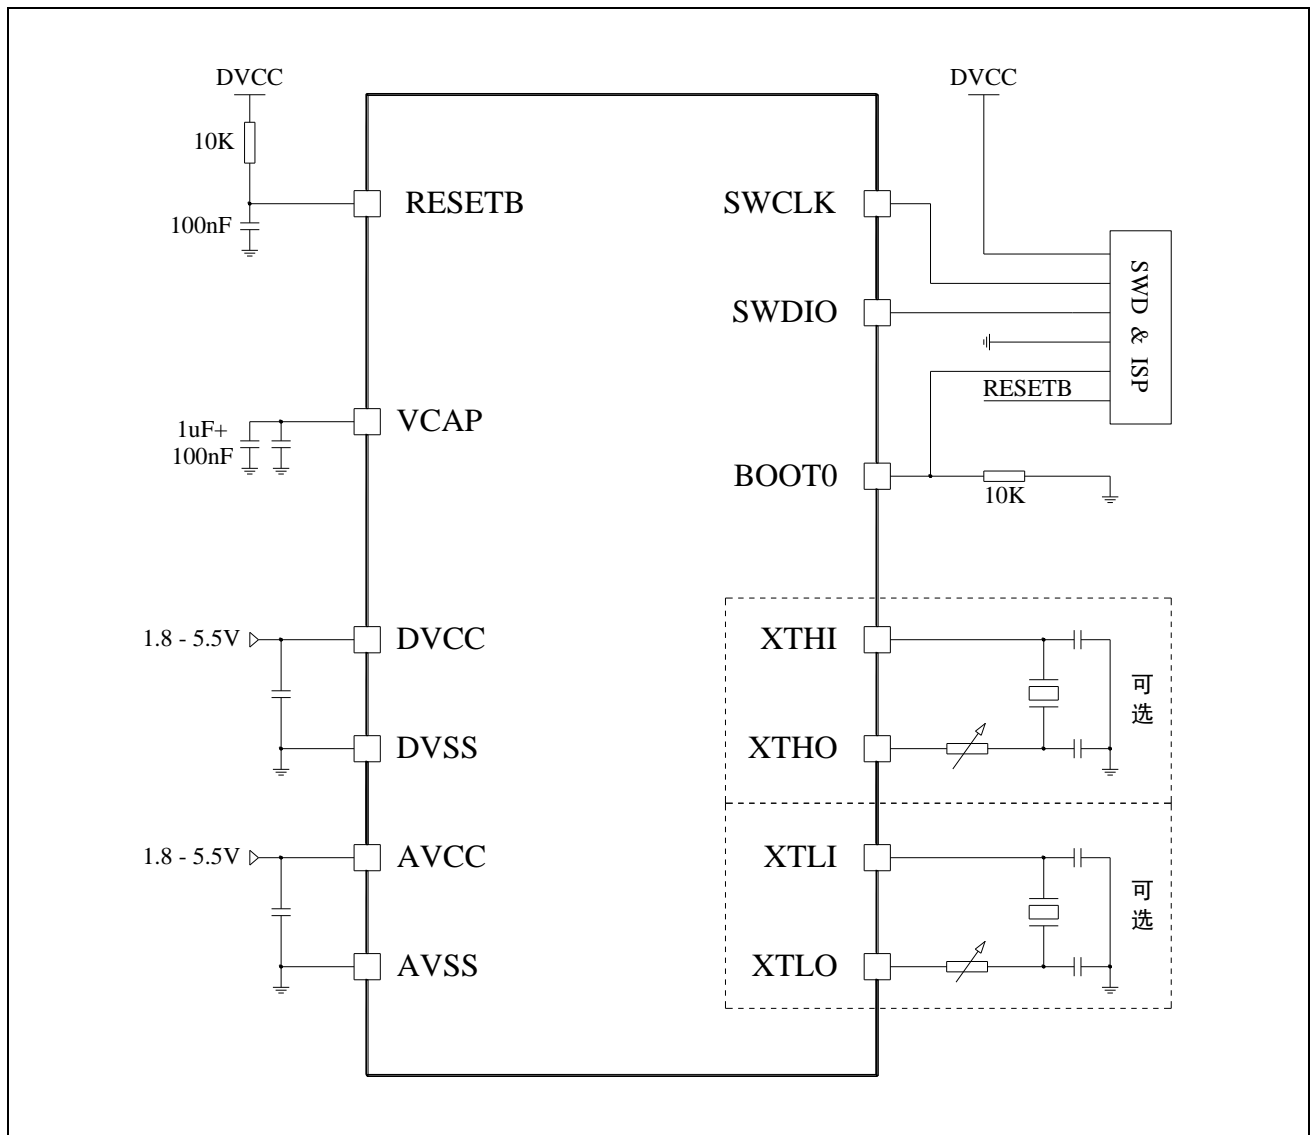 DVCC
DVCC
10K
RESETB
SWCLK
100nF
SWDIO
SWD & ISP
RESETB
1uF+
100nF
VCAP
BOOT0
10K
1.8 - 5.5V
DVCC
XTHI
可选
DVSS
XTHO
1.8 - 5.5V
AVCC
XTLI
可选
AVSS
XTLO